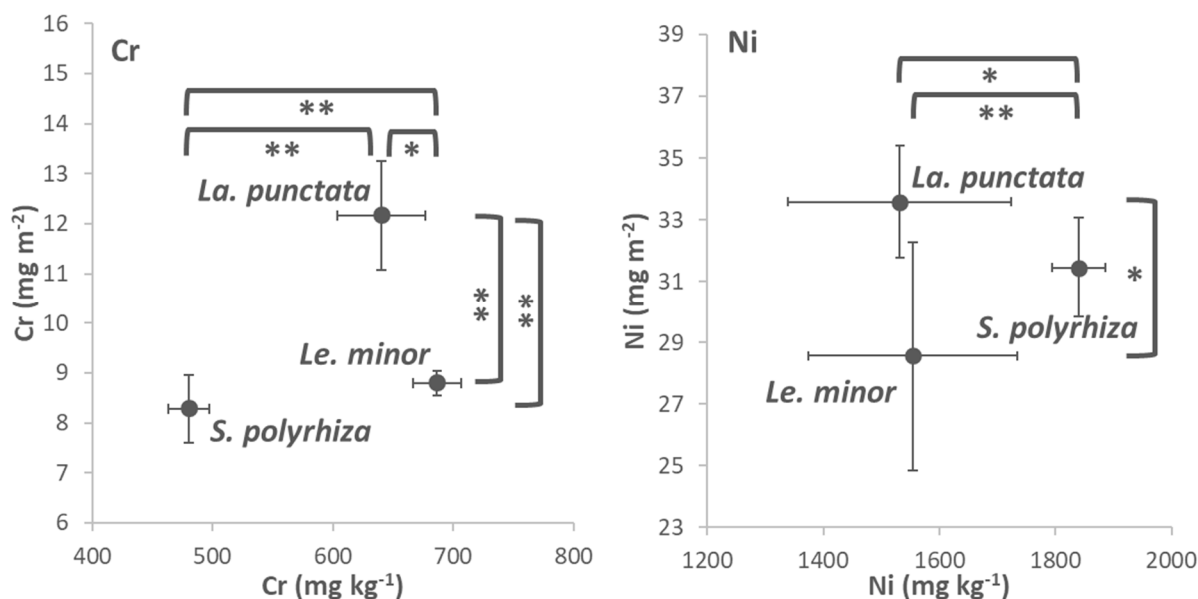 Cr
16
15
14
13
12
11
10
9
8
7
6
Cr (mg m-2)
**
**
*
La. punctata
**
**
Le. minor
S. polyrhiza
400 500 600 700 800
Cr (mg kg-1)
Ni
39
37
35
33
31
29
27
25
23
Ni (mg m-2)
*
**
La. punctata
*
S. polyrhiza
Le. minor
1200 1400 1600 1800 2000
Ni (mg kg-1)